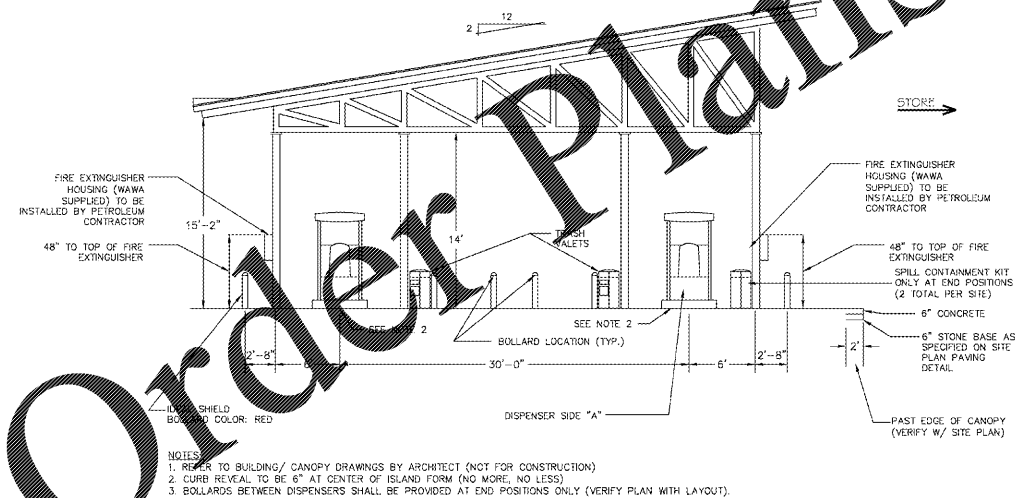 12
2
STORE
FIRE EXTINGUISHER
HOUSING (WAWA
SUPPLIED) TO BE
INSTALLED BY PETROLEUM
CONTRACTOR
FIRE EXTINGUISHER
HOUSING (WAWA
SUPPLIED) TO BE
INSTALLED BY PETROLEUM
CONTRACTOR
15'-2"
14'
TRASH
VALETS
48" TO TOP OF FIRE
EXTINGUISHER
48" TO TOP OF FIRE
EXTINGUISHER
SPILL CONTAINMENT KIT
ONLY AT END POSITIONS
(2 TOTAL PER SITE)
SEE NOTE 2
SEE NOTE 2
6" CONCRETE
BOLLARD LOCATION (TYP.)
6" STONE BASE AS
SPECIFIED ON SITE
PLAN PAVING
DETAIL
2'-8"
30'-0"
6'
2'-8"
2'
IDEAL SHIELD
BOLLARD COLOR: RED
DISPENSER SIDE "A"
PAST EDGE OF CANOPY
(VERIFY W/ SITE PLAN)
NOTES:
1. REFER TO BUILDING/ CANOPY DRAWINGS BY ARCHITECT (NOT FOR CONSTRUCTION)
2. CURB REVEAL TO BE 6" AT CENTER OF ISLAND FORM (NO MORE, NO LESS)
3. BOLLARDS BETWEEN DISPENSERS SHALL BE PROVIDED AT END POSITIONS ONLY (VERIFY PLAN WITH LAYOUT).
Order Plans